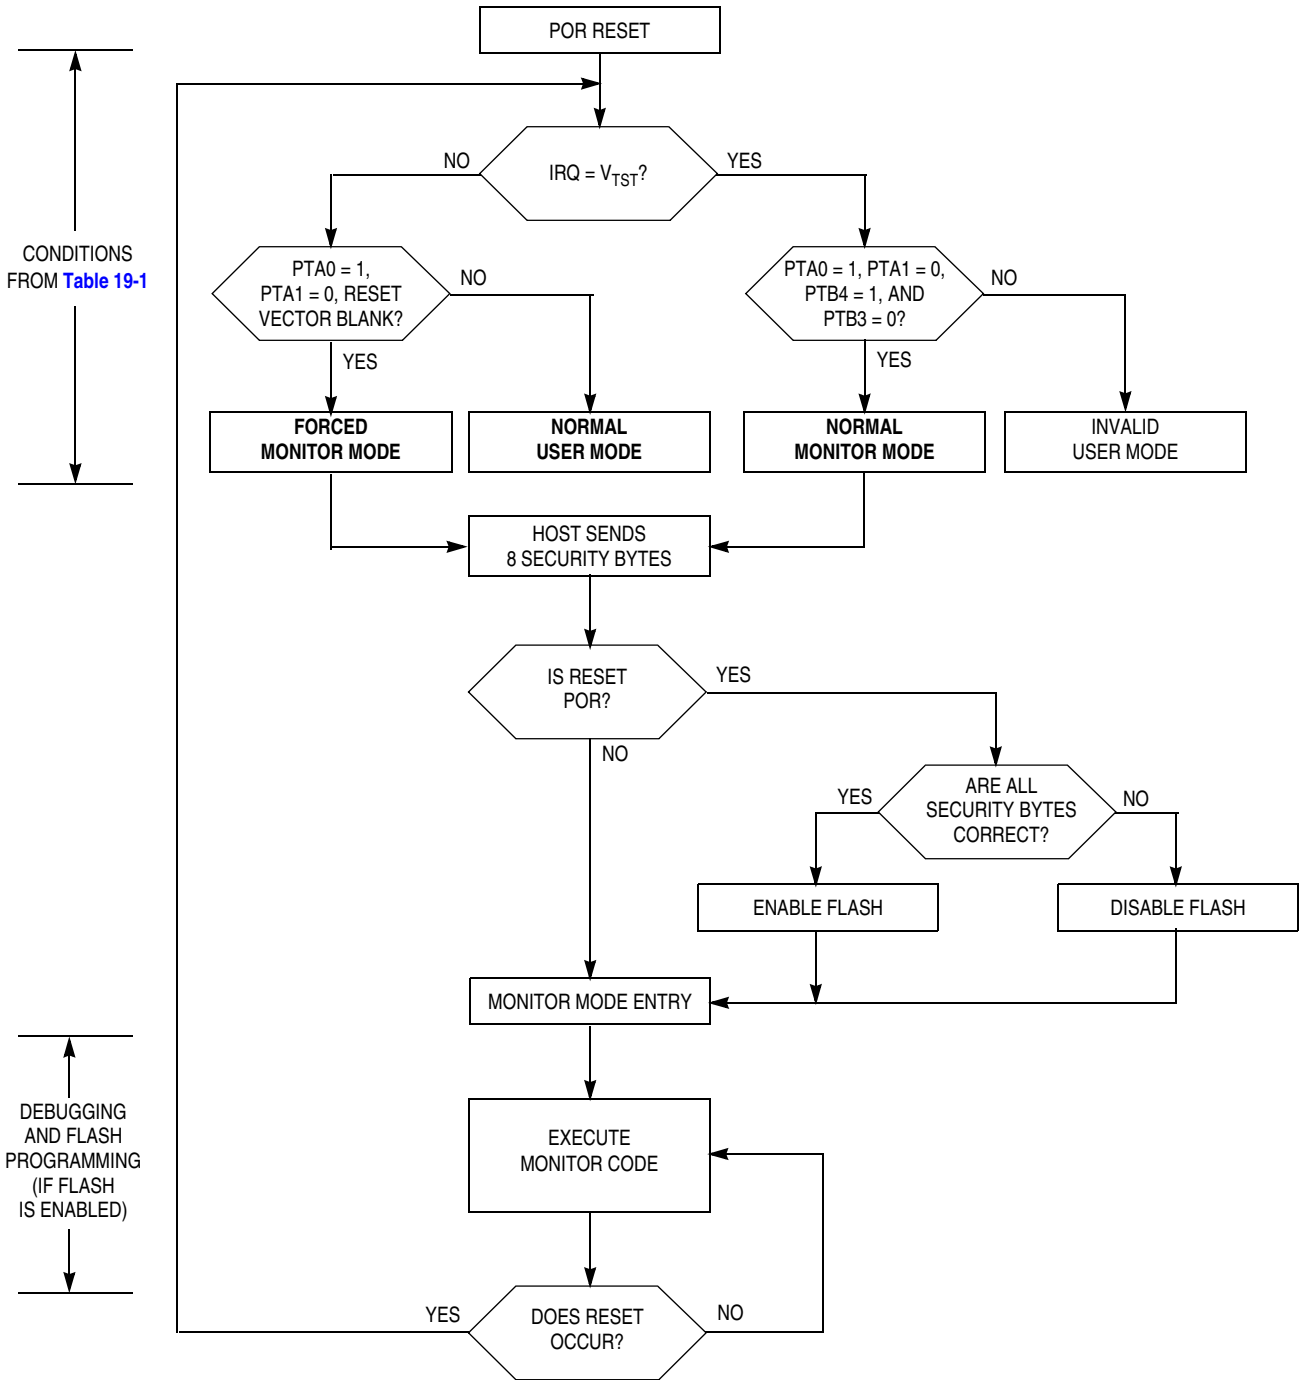 POR RESET
NO
IRQ = VTST?
YES
CONDITIONS
FROM Table 19-1
PTA0 = 1,
PTA1 = 0, RESET
VECTOR BLANK?
NO
YES
PTA0 = 1, PTA1 = 0,
PTB4 = 1, AND
PTB3 = 0?
NO
YES
FORCED
MONITOR MODE
NORMAL
USER MODE
NORMAL
MONITOR MODE
INVALID
USER MODE
HOST SENDS
8 SECURITY BYTES
IS RESET
POR?
YES
NO
YES
ARE ALL
SECURITY BYTES
CORRECT?
NO
ENABLE FLASH
DISABLE FLASH
MONITOR MODE ENTRY
DEBUGGING
AND FLASH
PROGRAMMING
(IF FLASH
IS ENABLED)
EXECUTE
MONITOR CODE
YES
DOES RESET
OCCUR?
NO